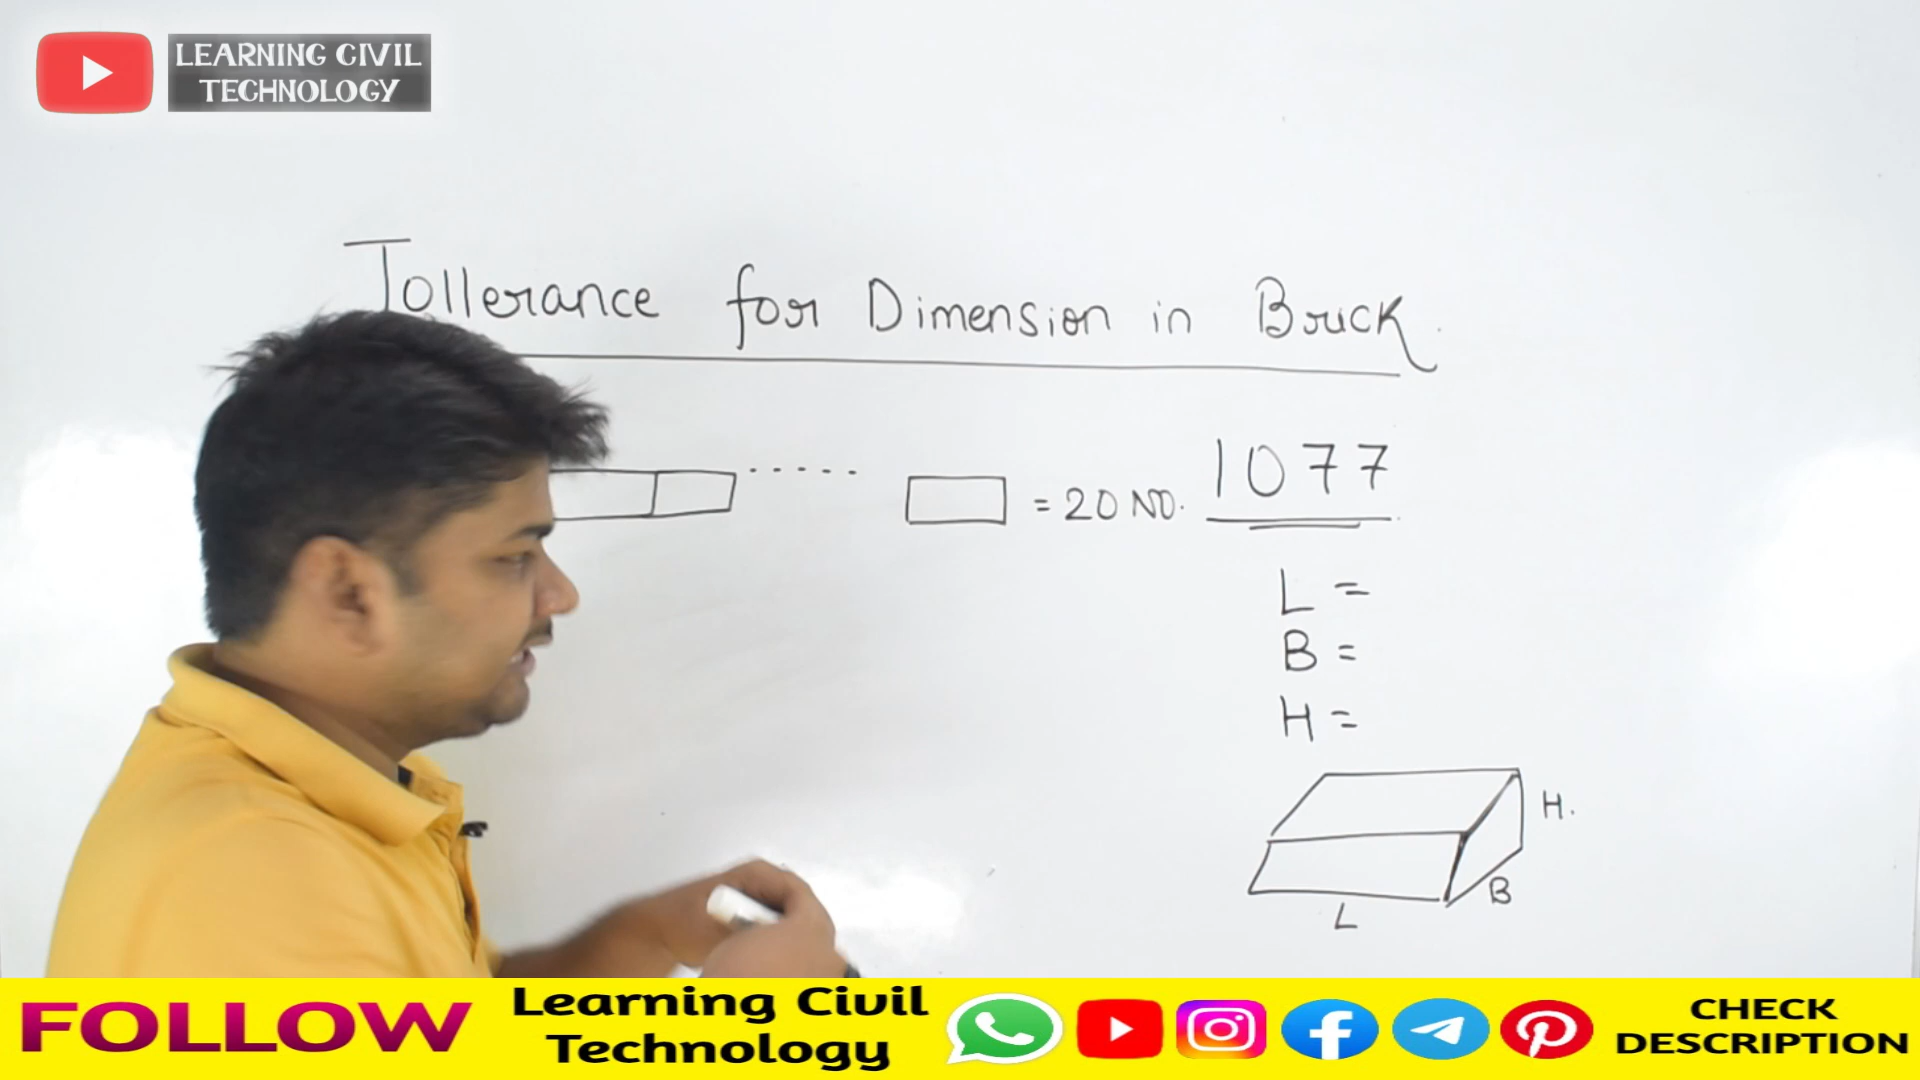 LEARNING CIVIL
TECHNOLOGY
Tollerance for Dimension in Brick.
= 20 NO. 1077
L =
B =
H =
H.
B
L
FOLLOW
Learning Civil
Technology
CHECK
DESCRIPTION